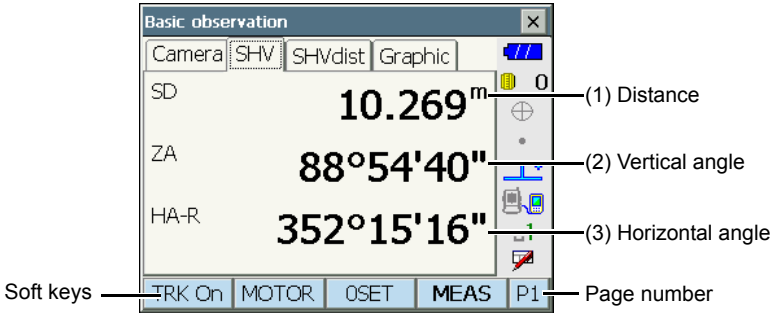 Basic observation
Camera SHV SHVdist Graphic
SD 10.269m 0 (1) Distance
ZA 88°54'40" (2) Vertical angle
HA-R 352°15'16" 1 (3) Horizontal angle
Soft keys TRK On MOTOR 0SET MEAS P1 Page number